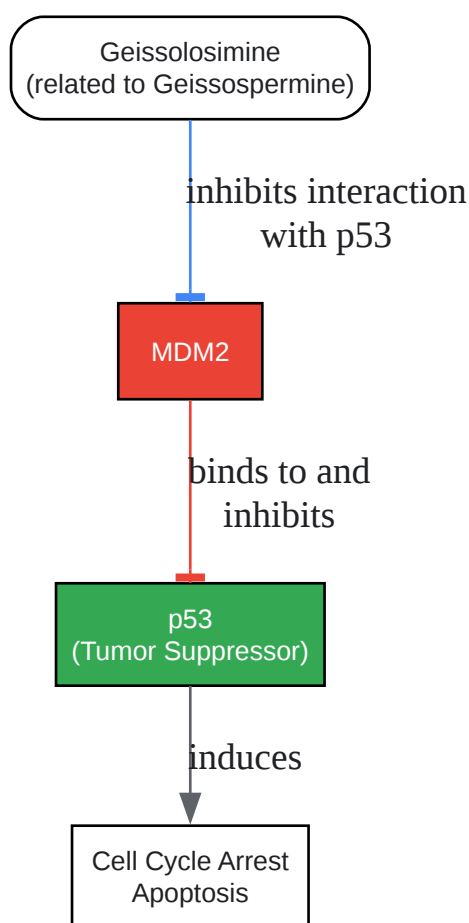 Geissolosimine
(related to Geissospermine)
inhibits interaction
with p53
MDM2
binds to and
inhibits
p53
(Tumor Suppressor)
induces
Cell Cycle Arrest
Apoptosis